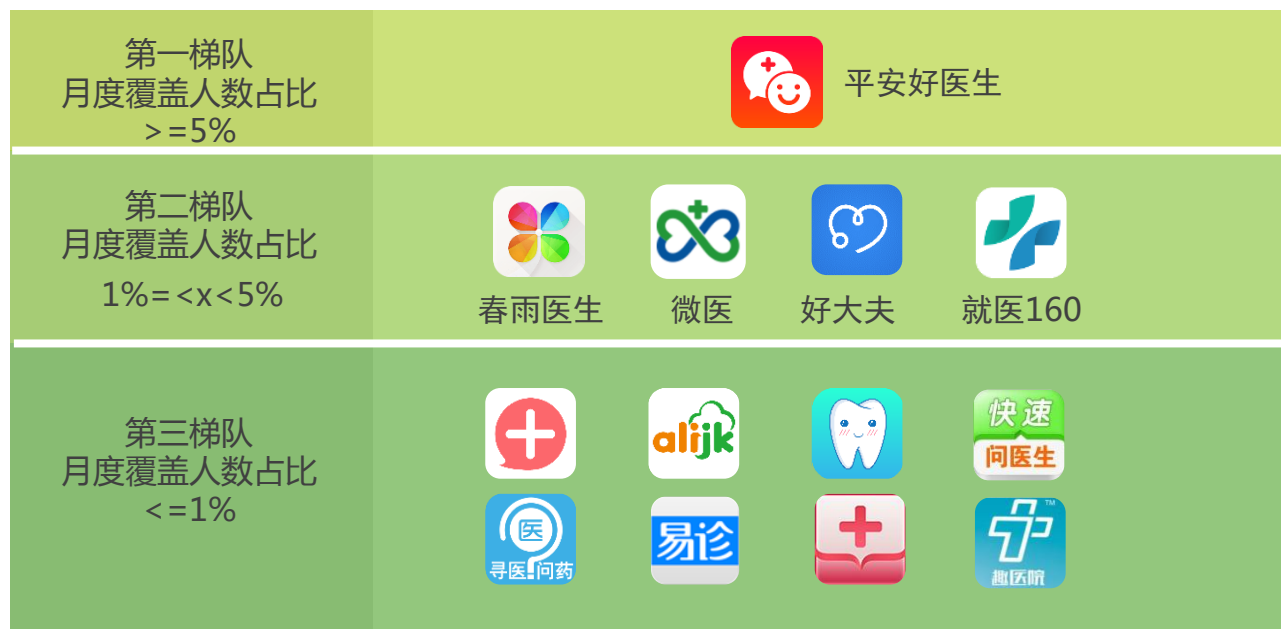 第一梯队
月度覆盖人数占比
>=5%
平安好医生
第二梯队
月度覆盖人数占比
1%=<x<5%
春雨医生
微医
好大夫
就医160
第三梯队
月度覆盖人数占比
<=1%
alijk
快速
问医生
医
寻医问药
易诊
TM
趣医院